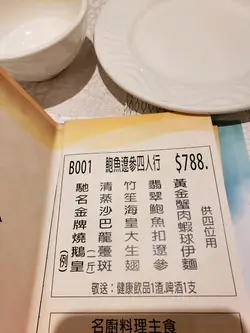 B001 鮑魚遼參四人行 $788.
供四位用
黃金蟹肉蝦球伊麵
翡翠鮑魚扣遼參
竹笙海皇大生翅
清蒸沙巴龍躉斑(二斤)
馳名金牌燒鵝皇(例)
敬送：健康飲品1渣,啤酒1支
名廚料理主食